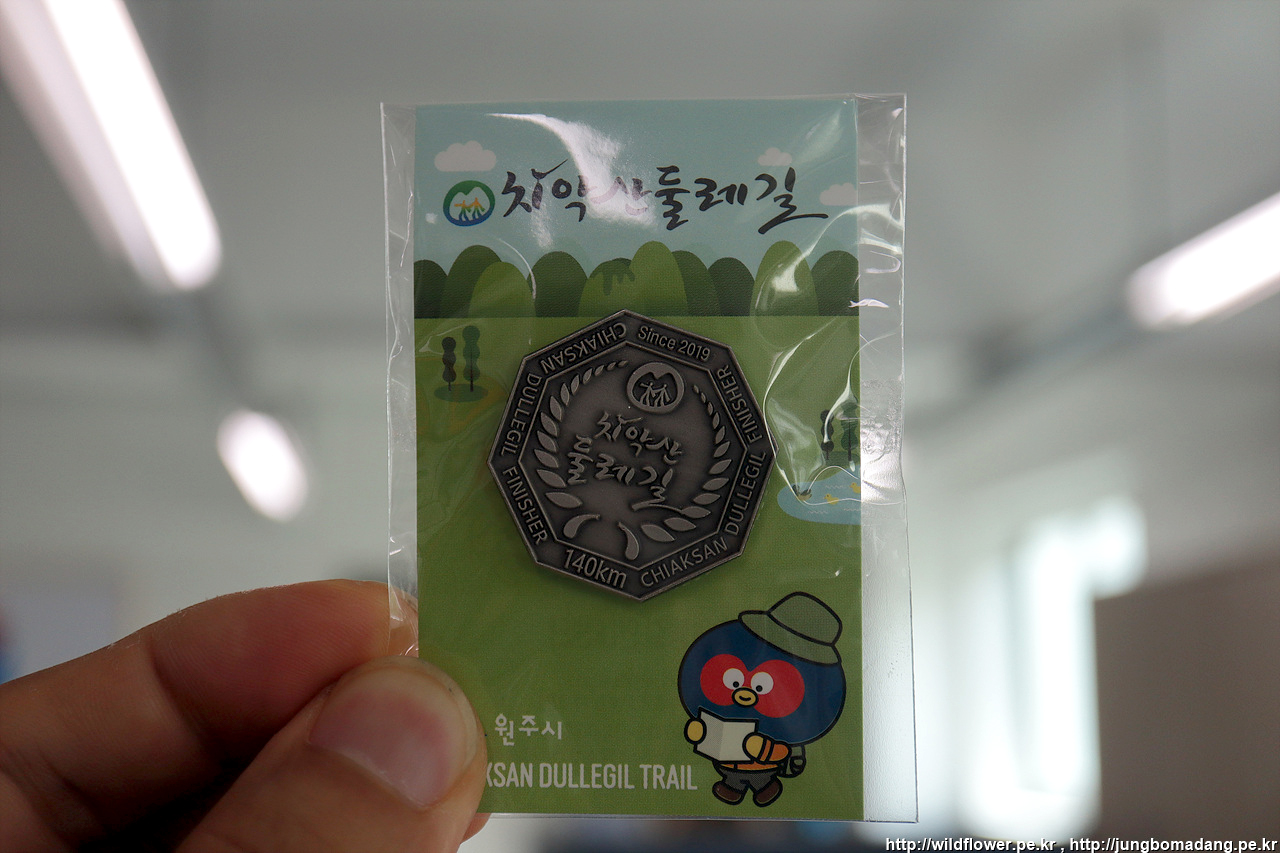 치악산둘레길
Since 2019
CHIAKSAN DULLEGIL FINISHER
치악산
둘레길
140km
CHIAKSAN DULLEGIL FINISHER
원주시
KSAN DULLEGIL TRAIL
http://wildflower.pe.kr , http://jungbomadang.pe.kr